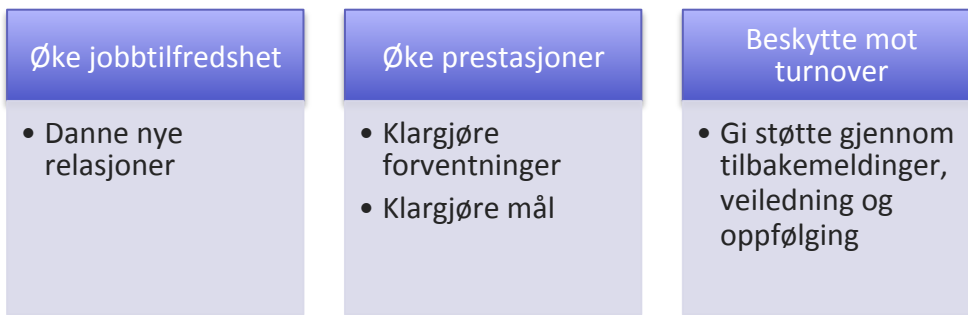 Øke jobbtilfredshet
• Danne nye
relasjoner
Øke prestasjoner
• Klargjøre
forventninger
• Klargjøre mål
Beskytte mot
turnover
• Gi støtte gjennom
tilbakemeldinger,
veiledning og
oppfølging